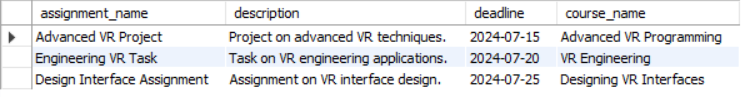 assignment_name description deadline course_name
Advanced VR Project Project on advanced VR techniques. 2024-07-15 Advanced VR Programming
Engineering VR Task Task on VR engineering applications. 2024-07-20 VR Engineering
Design Interface Assignment Assignment on VR interface design. 2024-07-25 Designing VR Interfaces